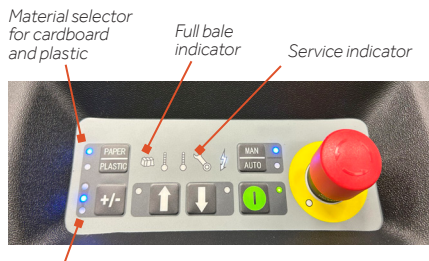 Material selector
for cardboard
and plastic
Full bale
indicator
Service indicator
PAPER
PLASTIC
MAN
AUTO
+/-
I